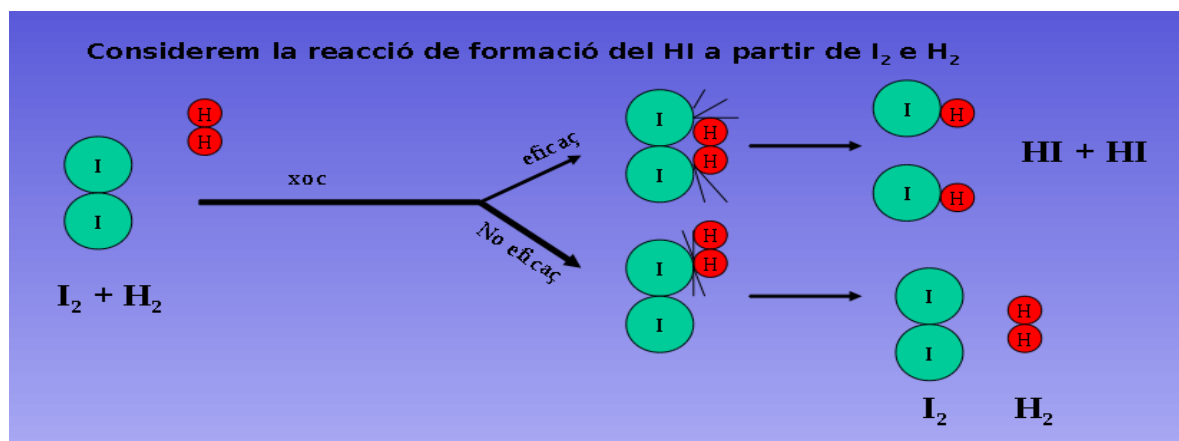 Considerem la reacció de formació del HI a partir de I₂ e H₂
H
H
I
I
I₂ + H₂
xoc
eficaç
No eficaç
I
I
H
H
I
H
I
H
HI + HI
H
H
I
I
I
I
H
H
I₂
H₂